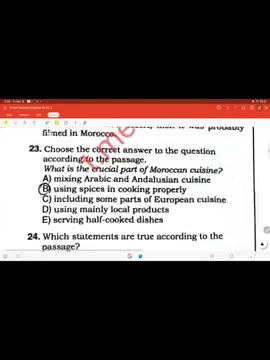 filmed in Morocco.
23. Choose the correct answer to the question
according to the passage.
What is the crucial part of Moroccan cuisine?
A) mixing Arabic and Andalusian cuisine
B) using spices in cooking properly
C) including some parts of European cuisine
D) using mainly local products
E) serving half-cooked dishes
24. Which statements are true according to the
passage?